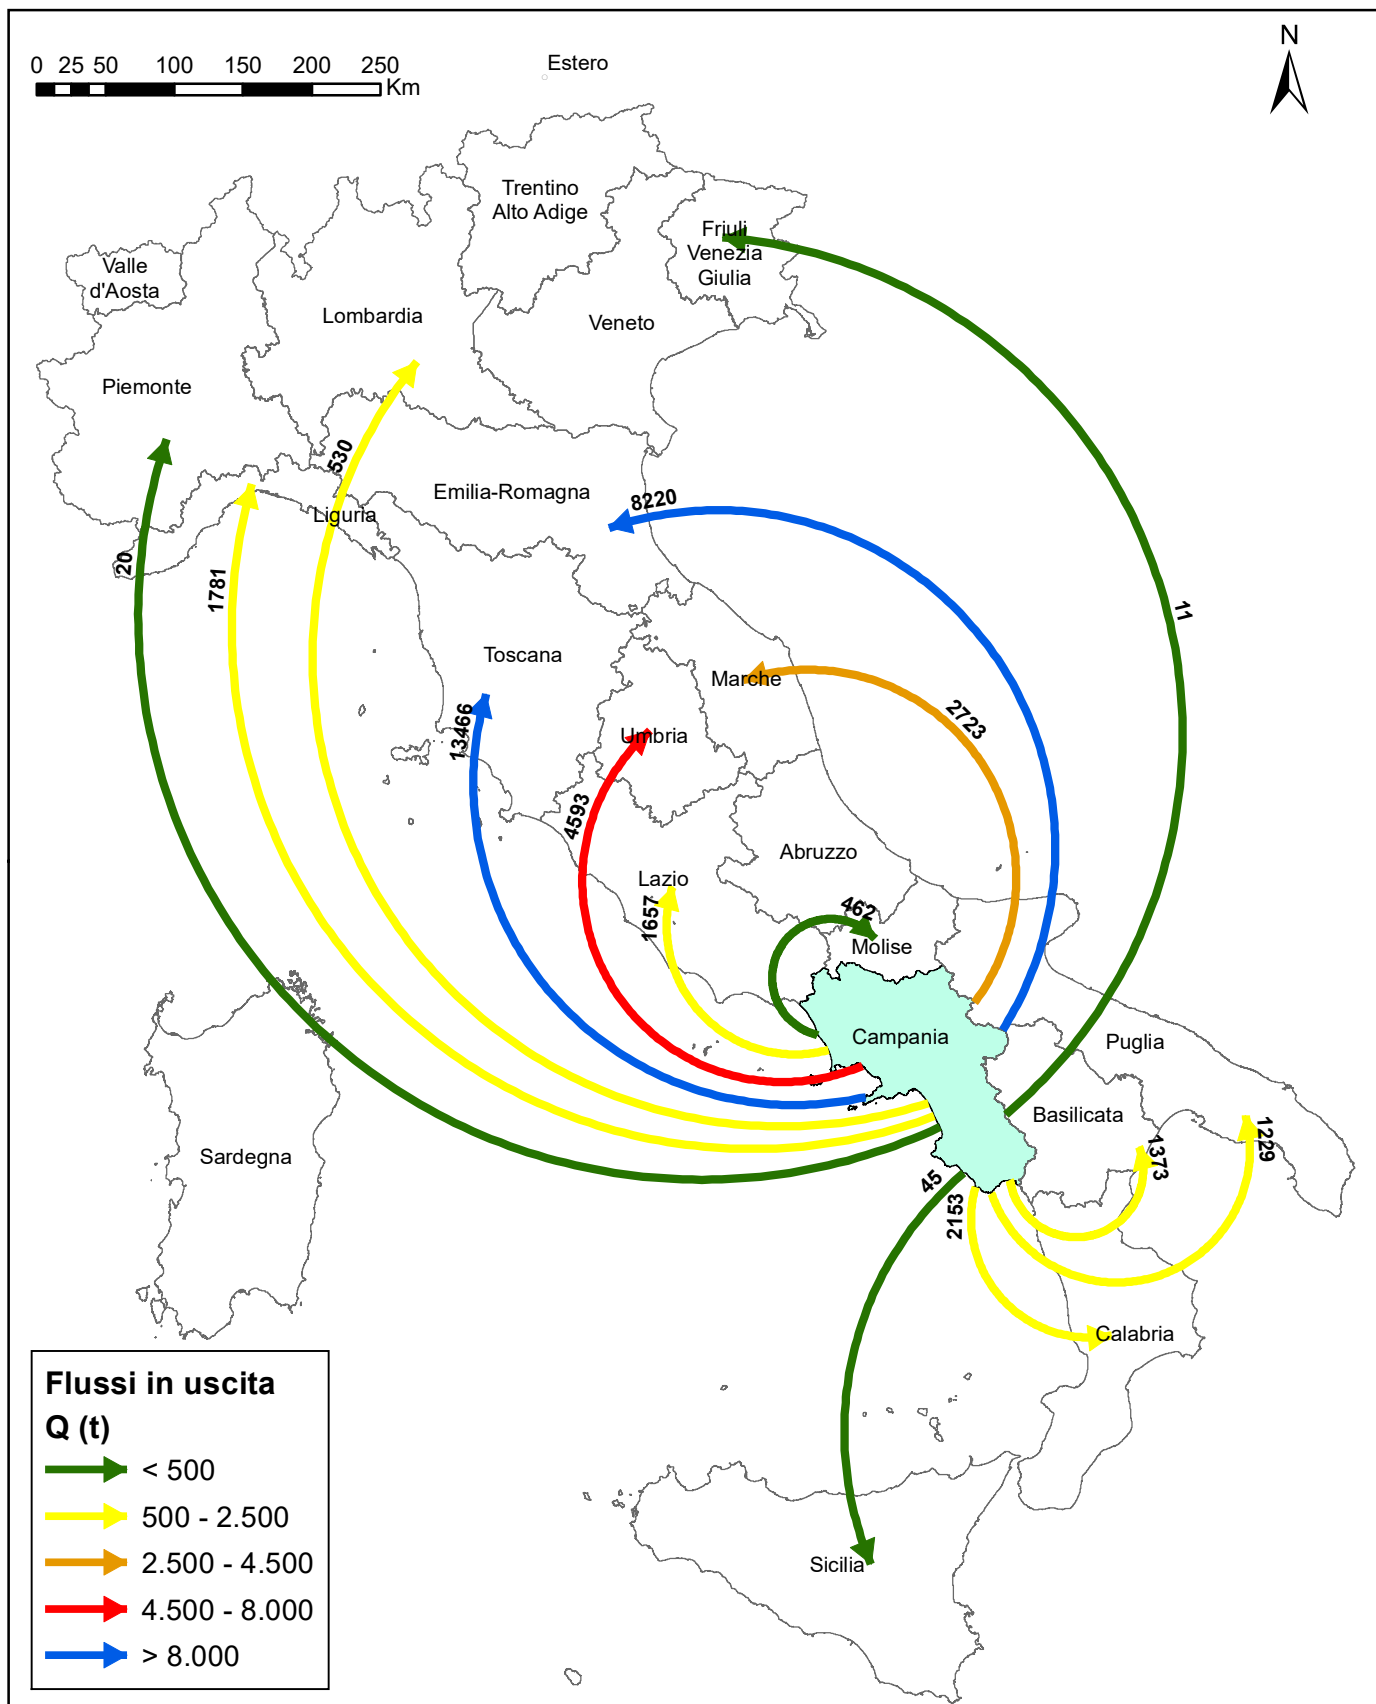 0 25 50 100 150 200 250
Km
Estero
N
Trentino
Alto Adige
Friuli
Venezia
Giulia
Valle
d'Aosta
Lombardia
Veneto
Piemonte
530
Emilia-Romagna
8220
Liguria
20
1781
11
Toscana
Marche
2723
13466
Umbria
4593
Abruzzo
Lazio
1657
462
Molise
Campania
Puglia
Basilicata
1229
1373
Sardegna
45
2153
Calabria
Sicilia
Flussi in uscita
Q (t)
< 500
500 - 2.500
2.500 - 4.500
4.500 - 8.000
> 8.000